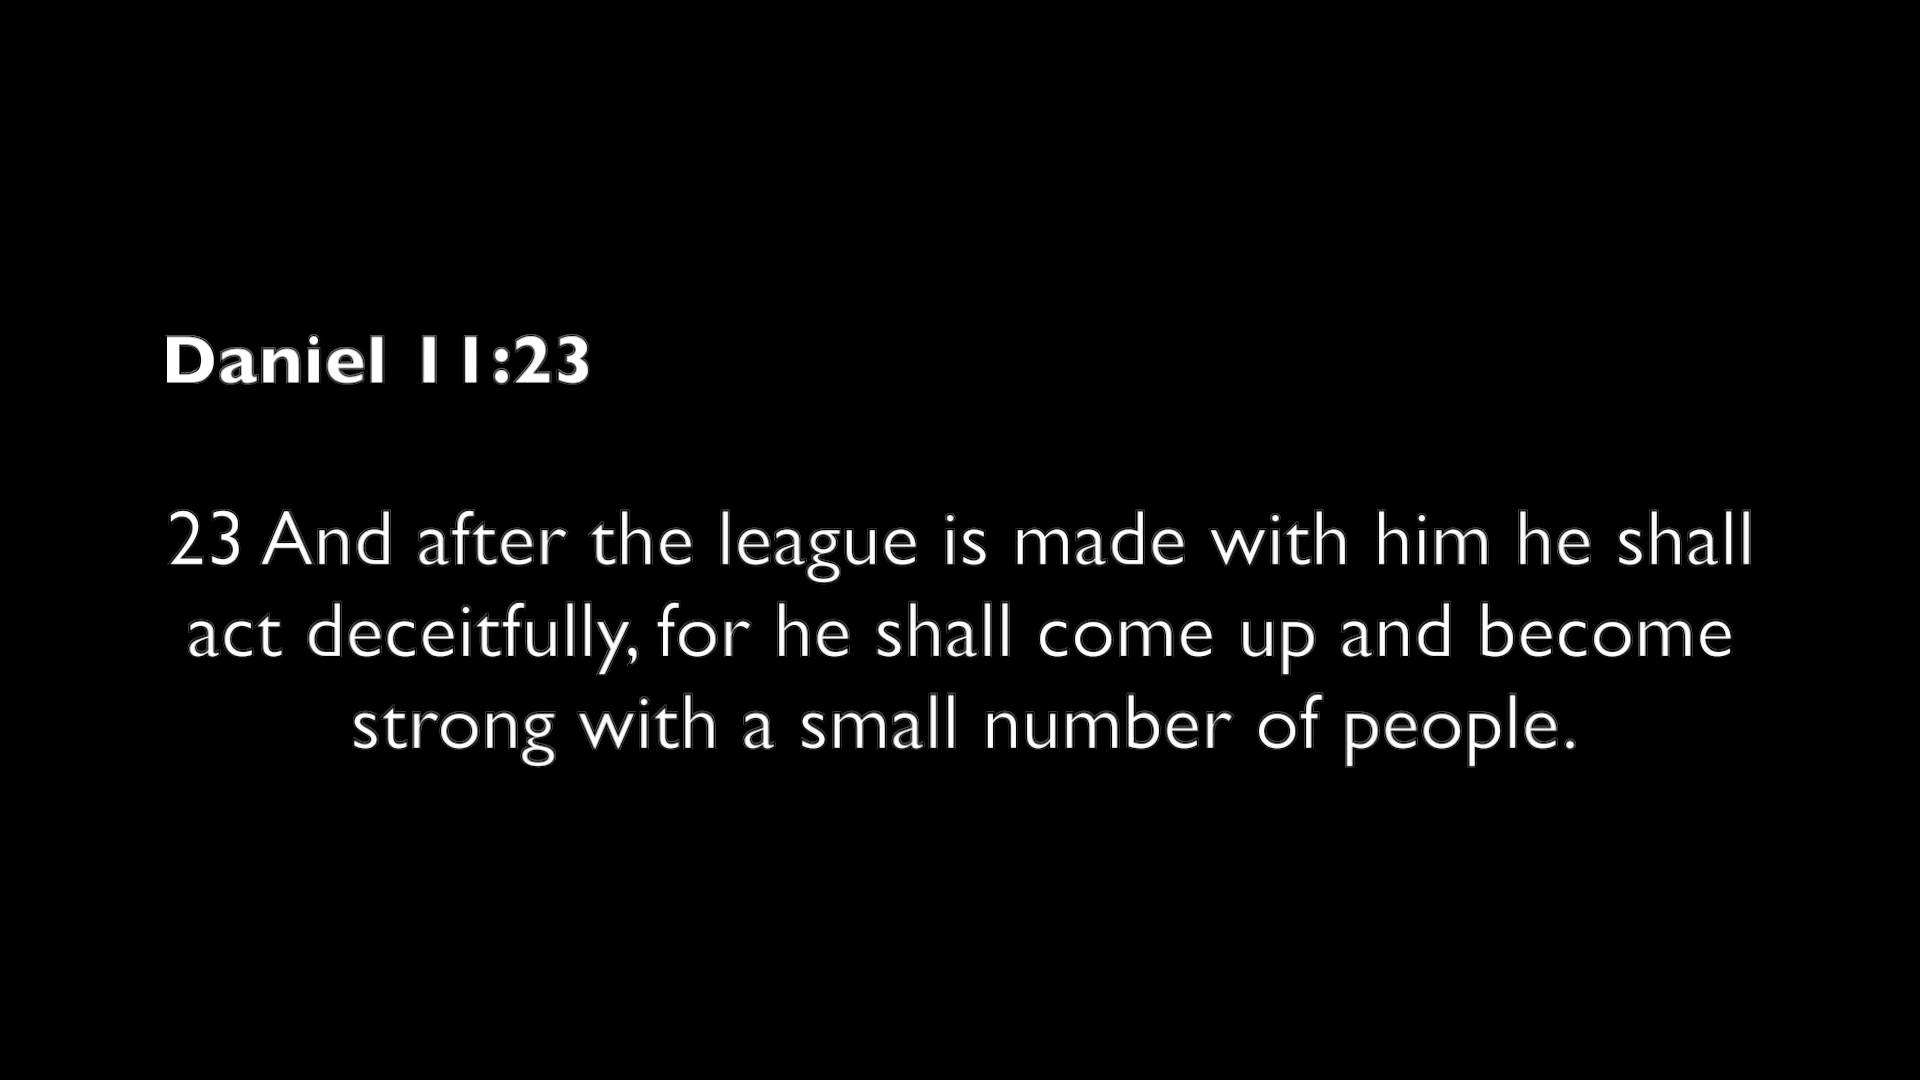 Daniel 11:23
23 And after the league is made with him he shall
act deceitfully, for he shall come up and become
strong with a small number of people.